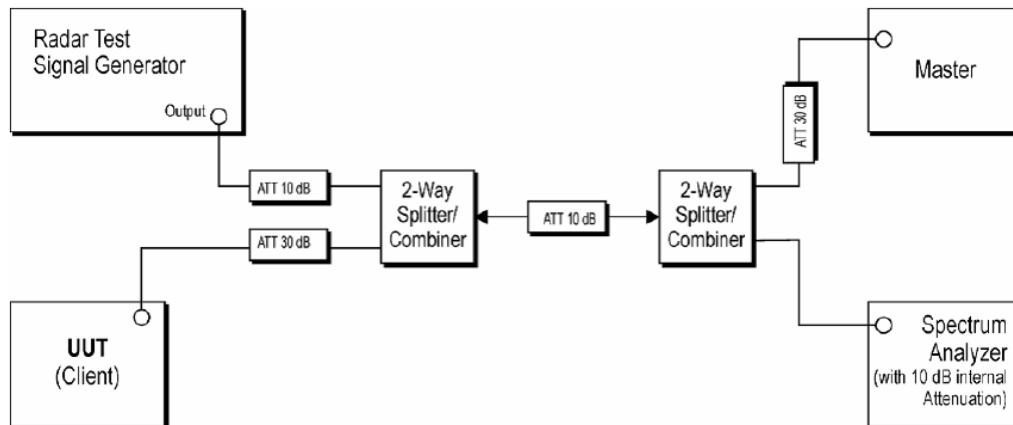 Radar Test
Signal Generator
Output
Master
ATT 30 dB
ATT 10 dB
2-Way
Splitter/
Combiner
ATT 10 dB
2-Way
Splitter/
Combiner
ATT 30 dB
UUT
(Client)
Spectrum
Analyzer
(with 10 dB internal
Attenuation)